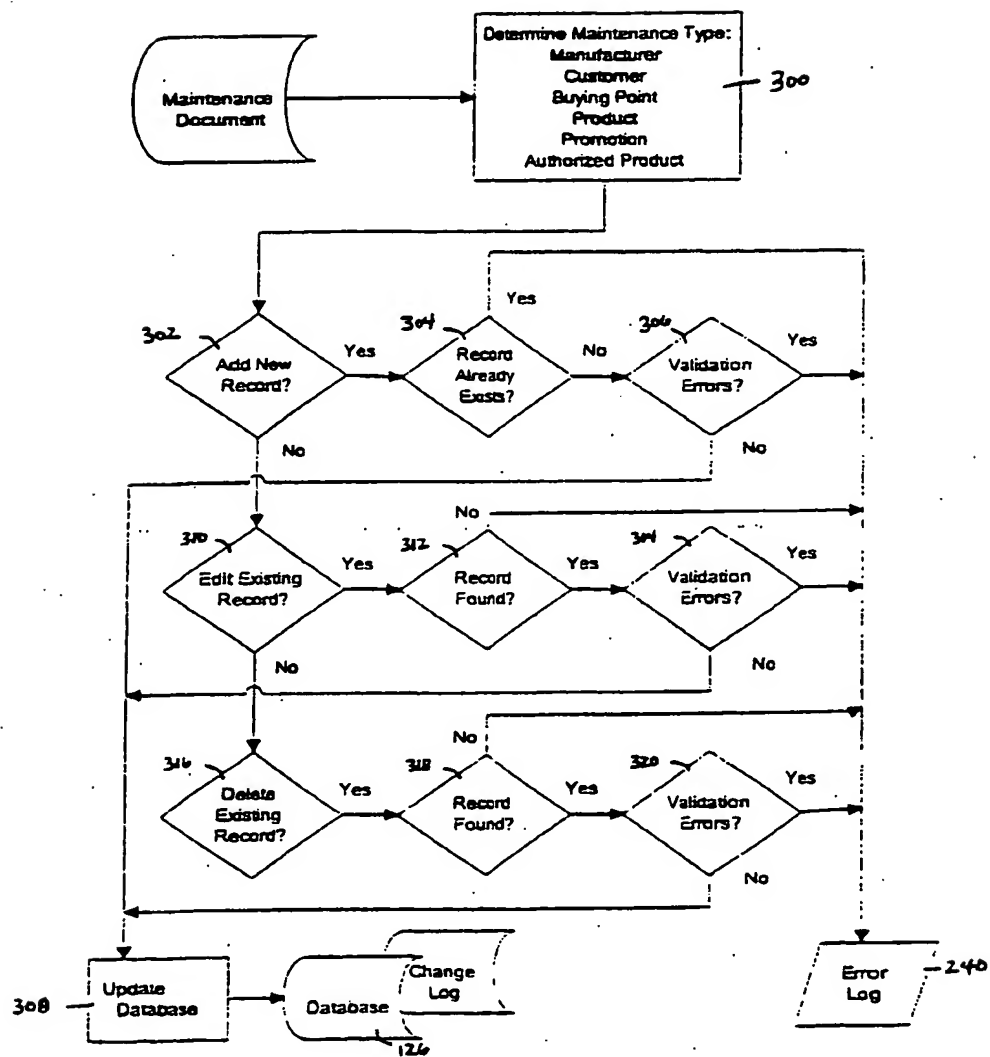 Maintenance
Document
Determine Maintenance Type:
Manufacturer
Customer
Buying Point
Product
Promotion
Authorized Product
300
302
Add New
Record?
Yes
304
Record
Already
Exists?
Yes
No
306
Validation
Errors?
Yes
No
No
310
Edit Existing
Record?
Yes
312
Record
Found?
No
Yes
314
Validation
Errors?
Yes
No
No
316
Delete
Existing
Record?
Yes
318
Record
Found?
No
Yes
320
Validation
Errors?
Yes
No
308
Update
Database
Database
126
Change
Log
Error
Log
240